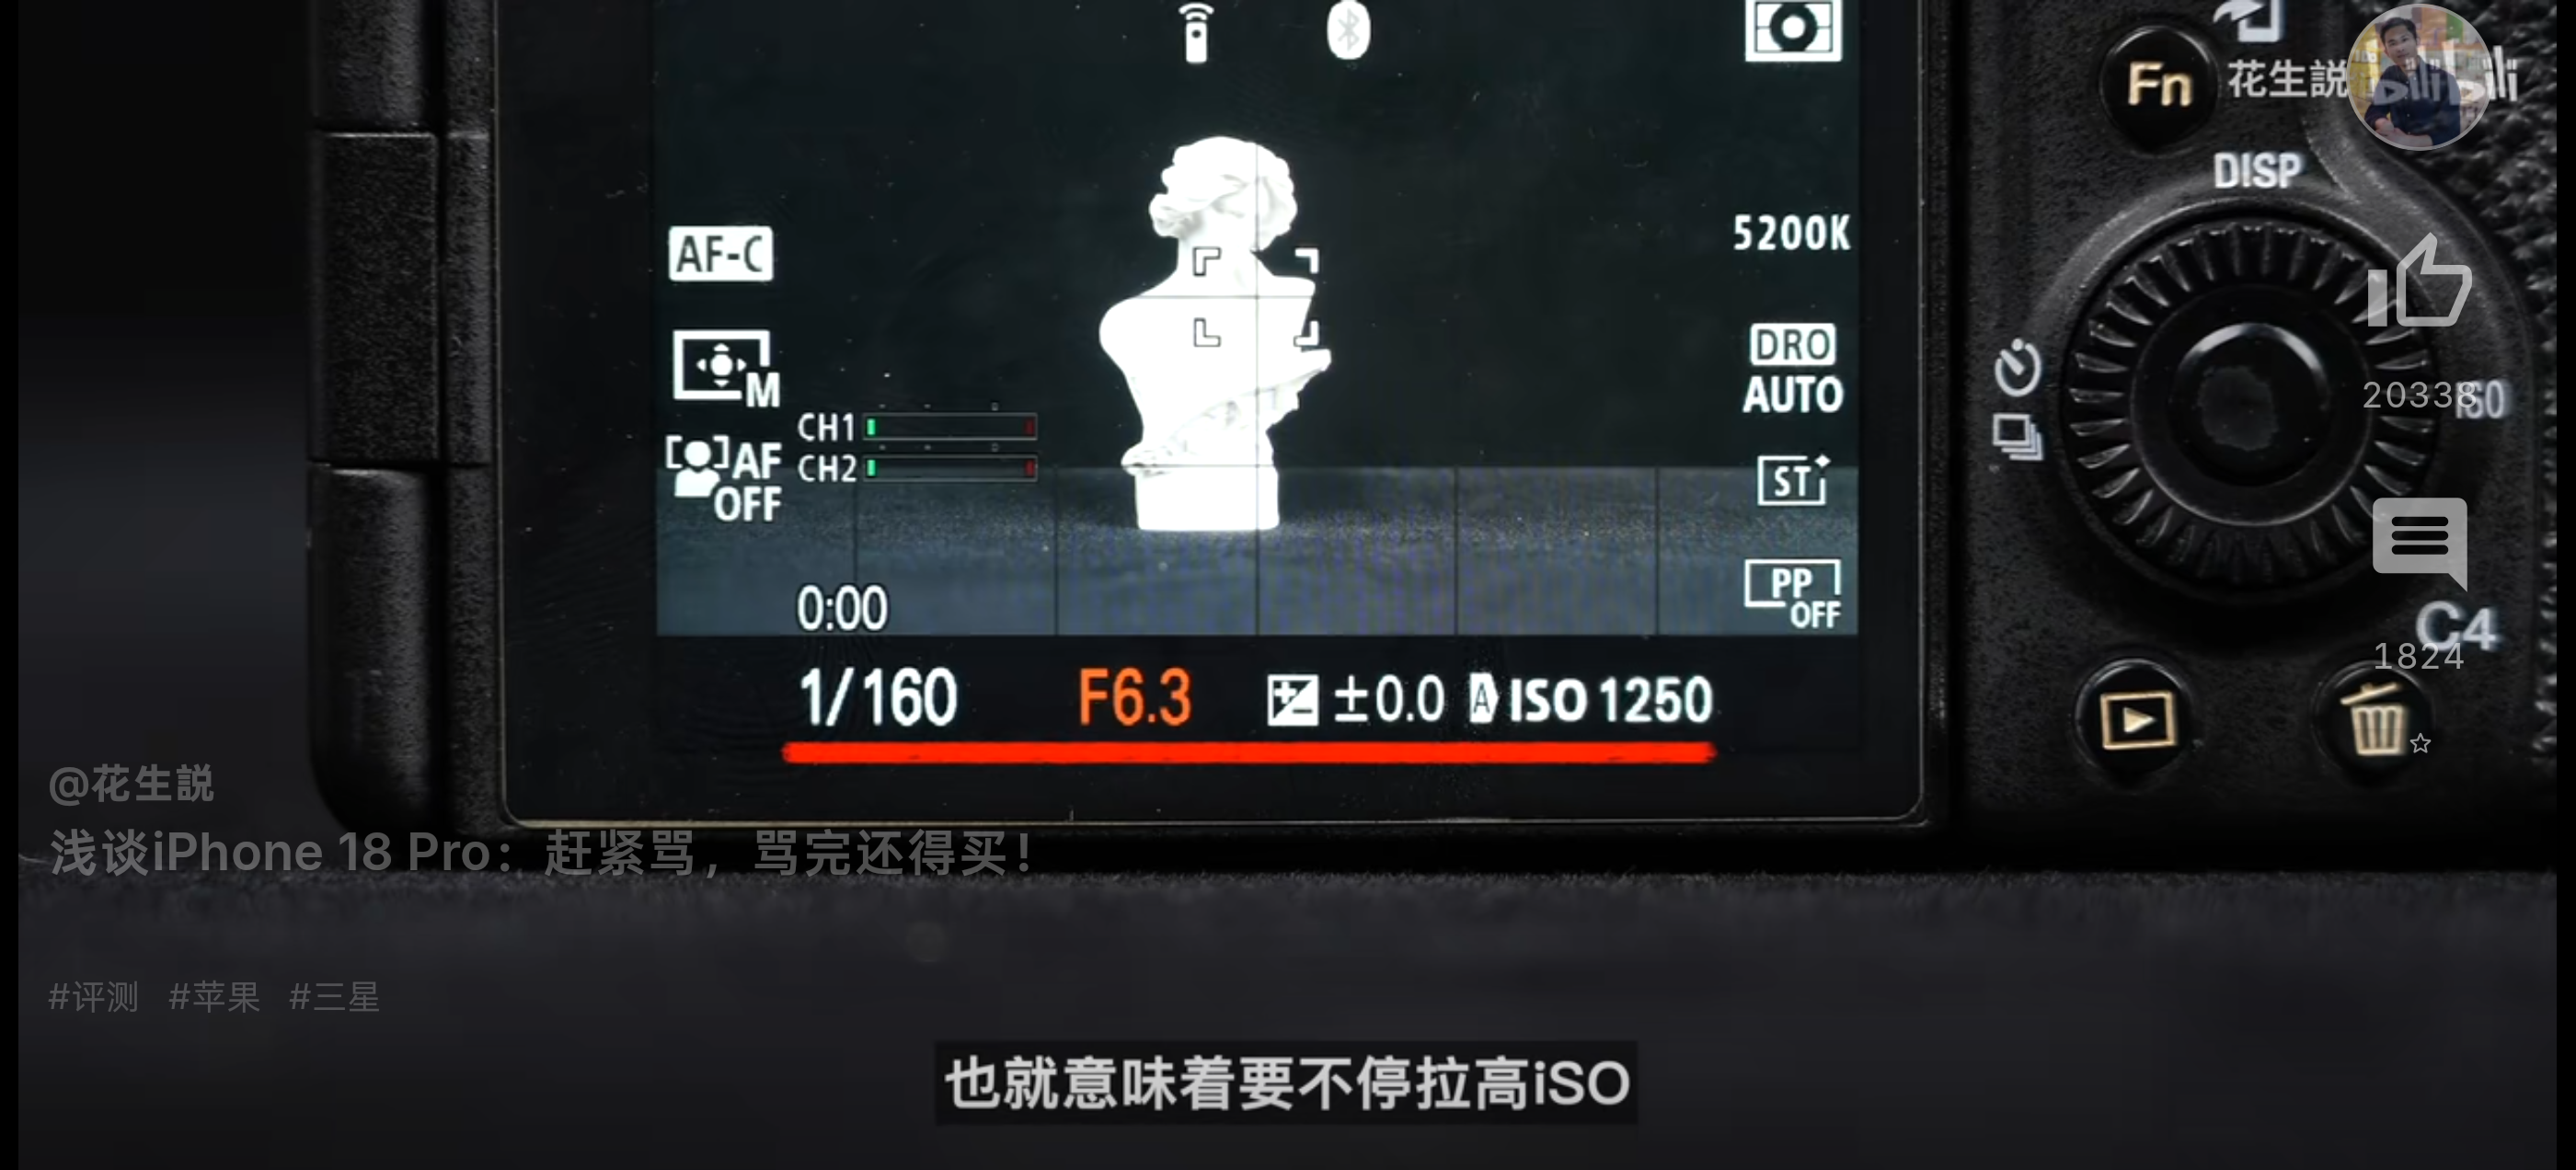 Fn
花生説
bilibili
DISP
5200K
AF-C
DRO
AUTO
M
20338
ISO
CH1
AF
CH2
OFF
ST
PP
OFF
0:00
C4
1824
1/160
F6.3
±0.0
A ISO 1250
@花生説
浅谈iPhone 18 Pro：赶紧骂，骂完还得买！
#评测 #苹果 #三星
也就意味着要不停拉高iSO